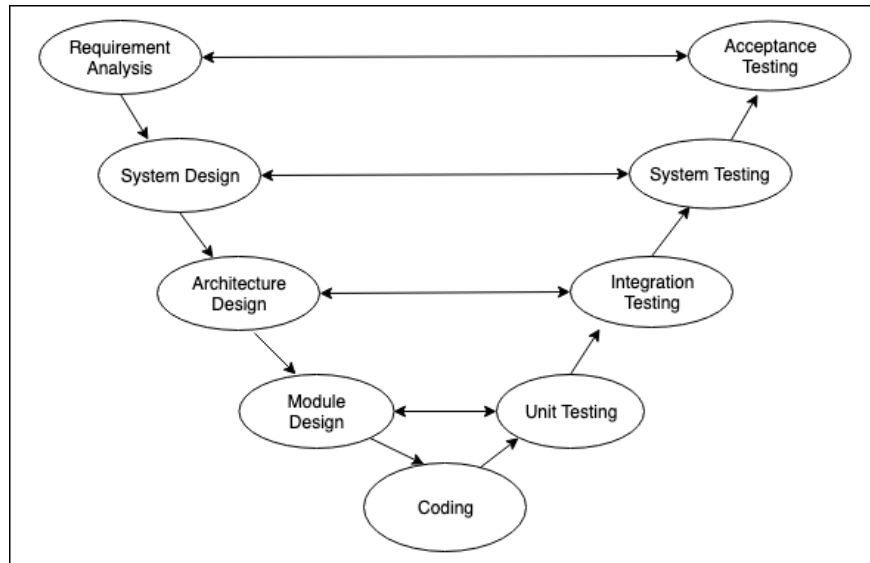 Requirement
Analysis
Acceptance
Testing
System Design
System Testing
Architecture
Design
Integration
Testing
Module
Design
Unit Testing
Coding